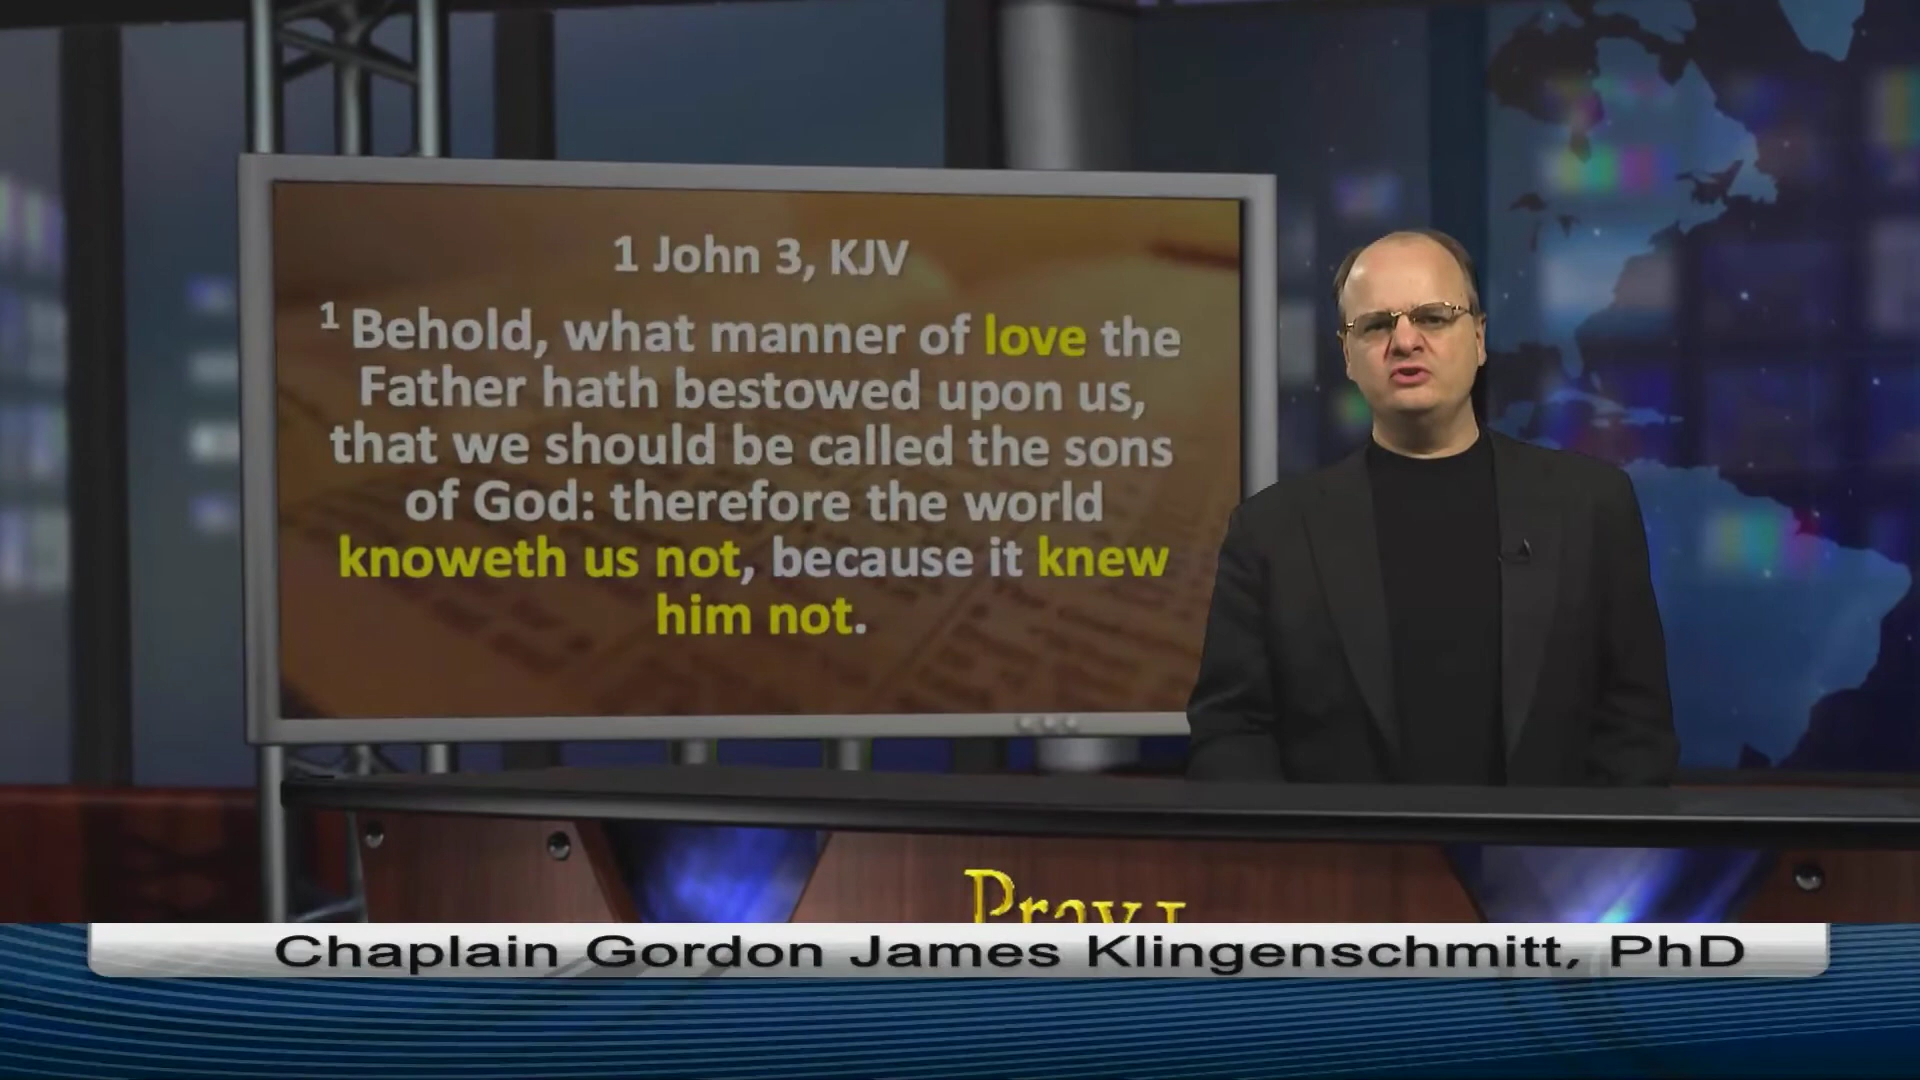 1 John 3, KJV
1 Behold, what manner of love the
Father hath bestowed upon us,
that we should be called the sons
of God: therefore the world
knoweth us not, because it knew
him not.
Pray
Chaplain Gordon James Klingenschmitt, PhD